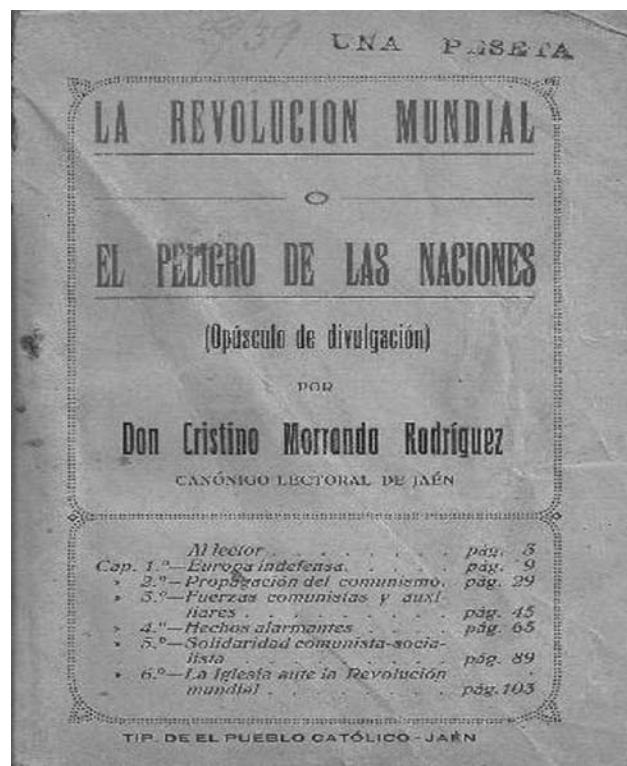 UNA PESETA
LA REVOLUCION MUNDIAL
O
EL PELIGRO DE LAS NACIONES
(Opúsculo de divulgación)
POR
Don Cristino Morrondo Rodríguez
CANÓNIGO LECTORAL DE JAÉN
Al lector . . . . . . . pág. 3
Cap. 1.º—Europa indefensa. . . . . pág. 9
» 2.º—Propagación del comunismo. pág. 29
» 3.º—Fuerzas comunistas y auxi-
liares . . . . . . . . pág. 45
» 4.º—Hechos alarmantes . . . . pág. 65
» 5.º—Solidaridad comunista-socia-
lista . . . . . . . . pág. 89
» 6.º—La Iglesia ante la Revolución
mundial . . . . . . . pág. 103
TIP. DE EL PUEBLO CATÓLICO-JAÉN